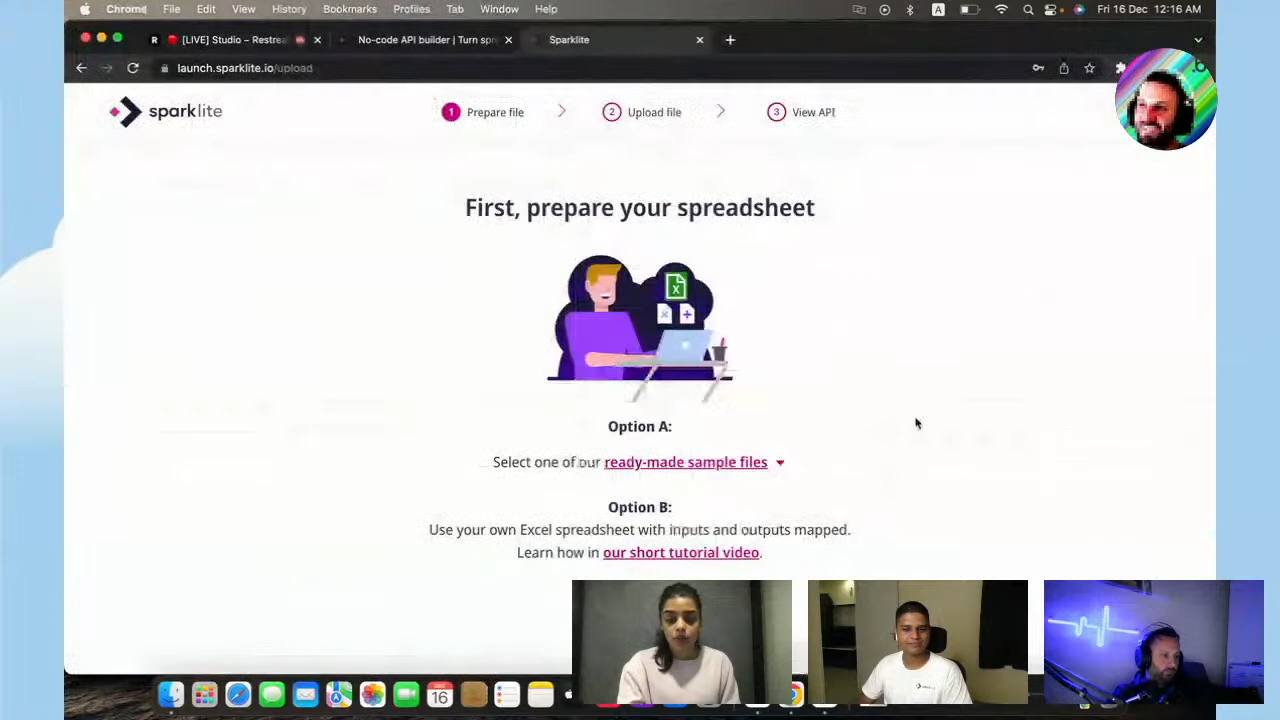 Chrome File Edit View History Bookmarks Profiles Tab Window Help
A Fri 16 Dec 12:16 AM
R [LIVE] Studio – Restrea
No-code API builder | Turn spr
Sparklite
launch.sparklite.io/upload
sparklite
1 Prepare file
2 Upload file
3 View API
First, prepare your spreadsheet
X
Option A:
Select one of our ready-made sample files
Option B:
Use your own Excel spreadsheet with inputs and outputs mapped.
Learn how in our short tutorial video.
DEC
16